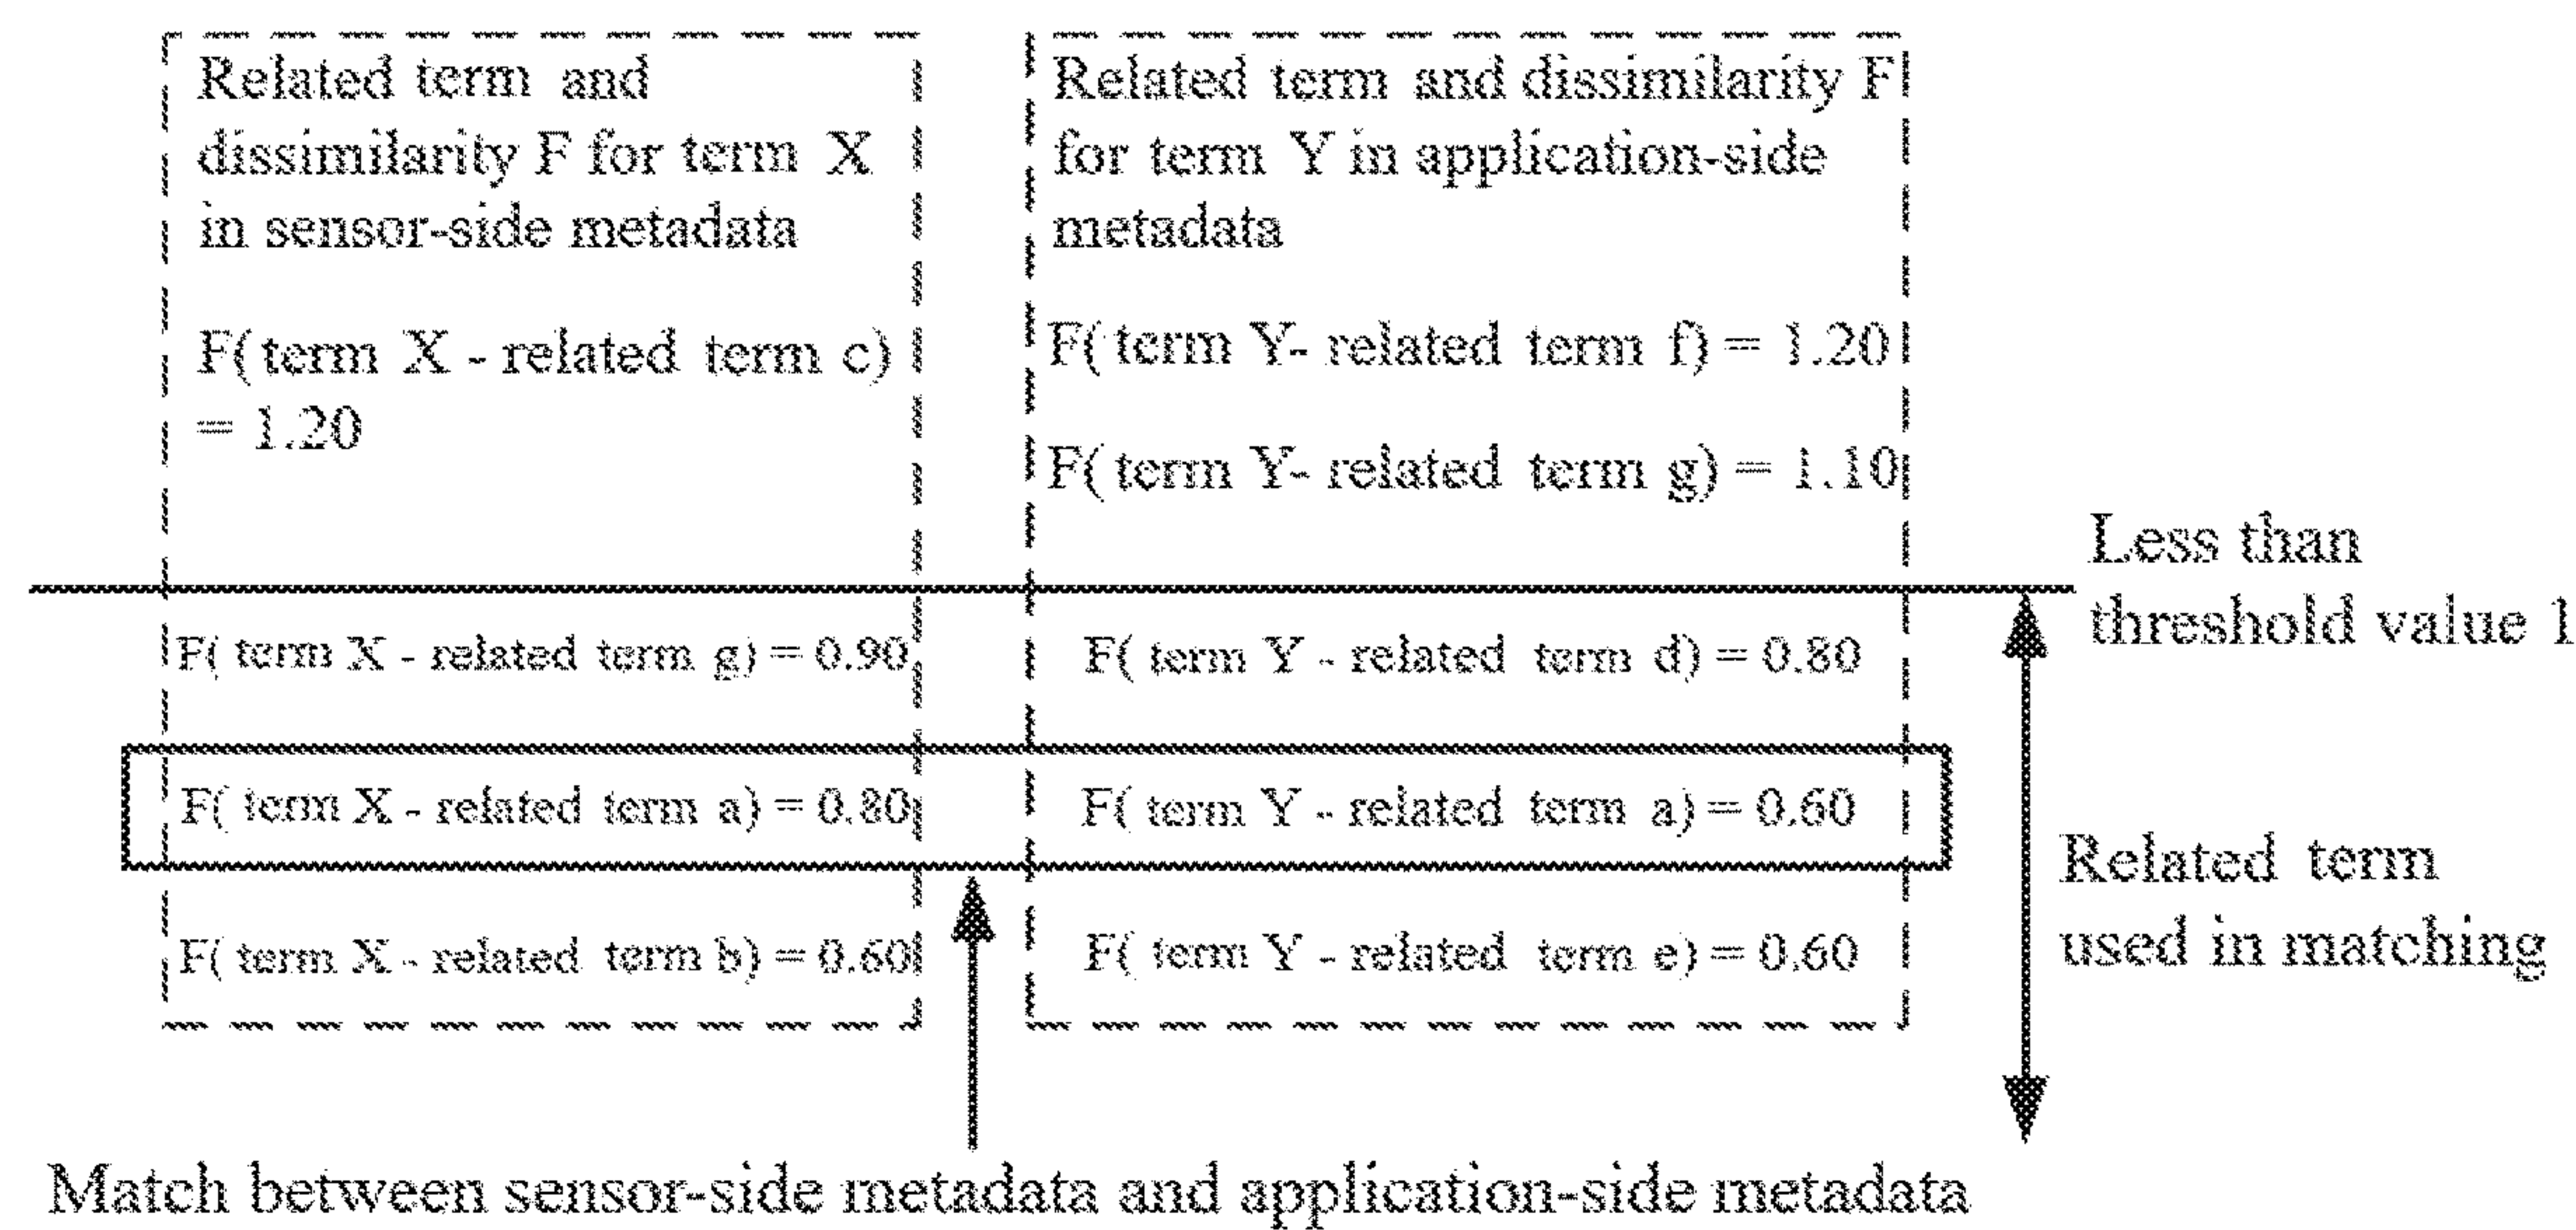 Related term and
dissimilarity F for term X
in sensor-side metadata
F( term X - related term c)
= 1.20
Related term and dissimilarity F
for term Y in application-side
metadata
F( term Y- related term f) = 1.20
F( term Y- related term g) = 1.10
Less than
threshold value 1
F( term X - related term g) = 0.90
F( term Y - related term d) = 0.80
F( term X - related term a) = 0.80
F( term Y - related term a) = 0.60
F( term X - related term b) = 0.60
F( term Y - related term e) = 0.60
Related term
used in matching
Match between sensor-side metadata and application-side metadata